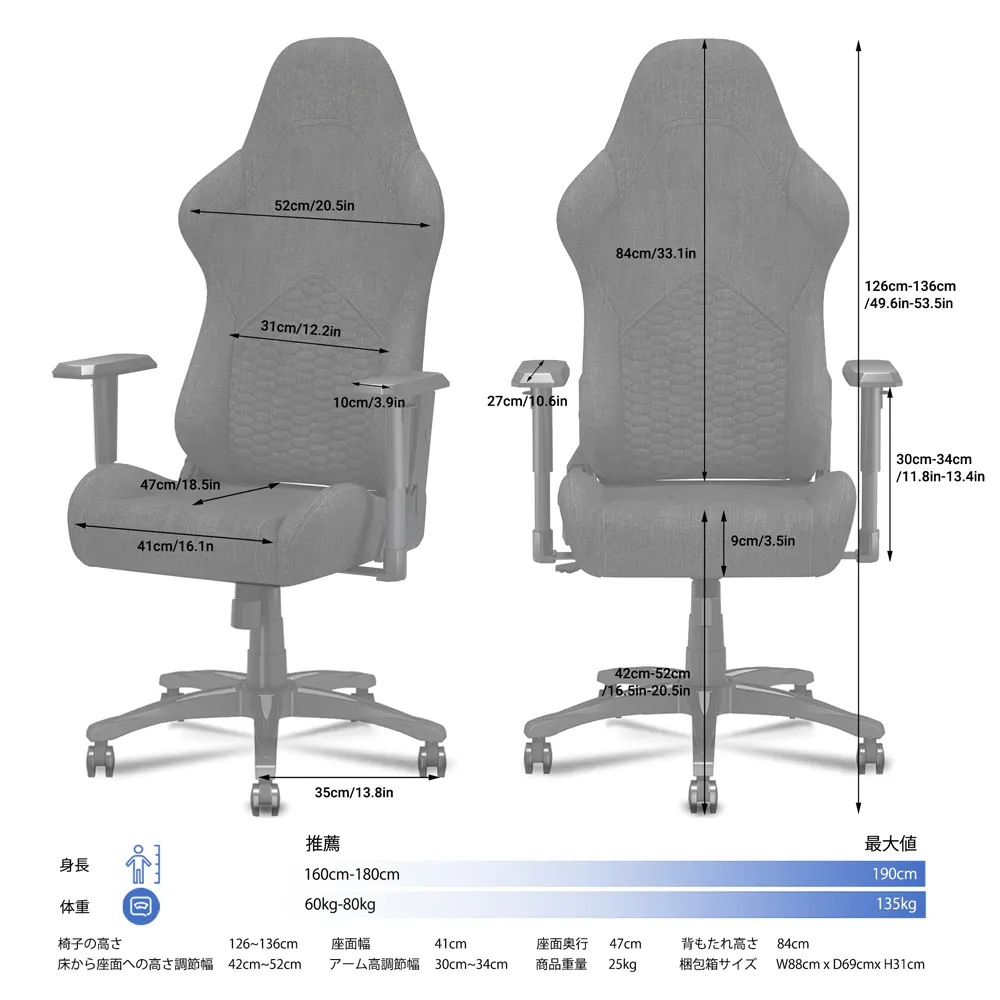 52cm/20.5in
84cm/33.1in
126cm-136cm
/49.6in-53.5in
31cm/12.2in
10cm/3.9in
27cm/10.6in
30cm-34cm
/11.8in-13.4in
47cm/18.5in
41cm/16.1n
9cm/3.5in
42cm-52cm
/16.5in-20.5in
35cm/13.8in
推薦 最大値
身長 160cm-180cm 190cm
体重 60kg-80kg 135kg
椅子の高さ 126~136cm 座面幅 41cm 座面奥行 47cm 背もたれ高さ 84cm
床から座面への高さ調節幅 42cm~52cm アーム高調節幅 30cm~34cm 商品重量 25kg 梱包箱サイズ W88cm x D69cmx H31cm